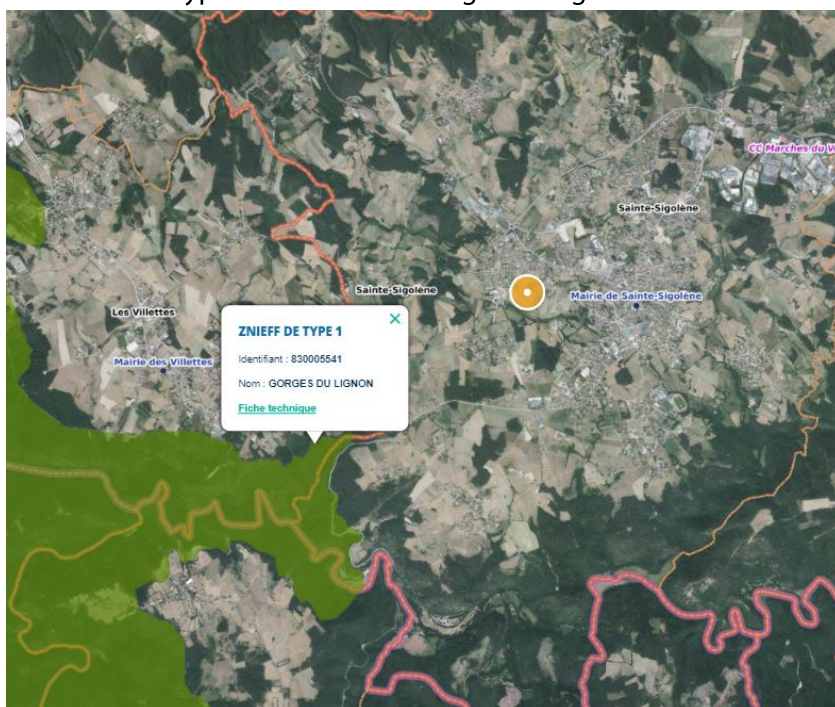 CC Marches du V
Sainte-Sigolène
Sainte-Sigolène
Mairie de Sainte-Sigolène
Les Villettes
Mairie des Villettes
ZNIEFF DE TYPE 1
Identifiant : 830005541
Nom : GORGES DU LIGNON
Fiche technique